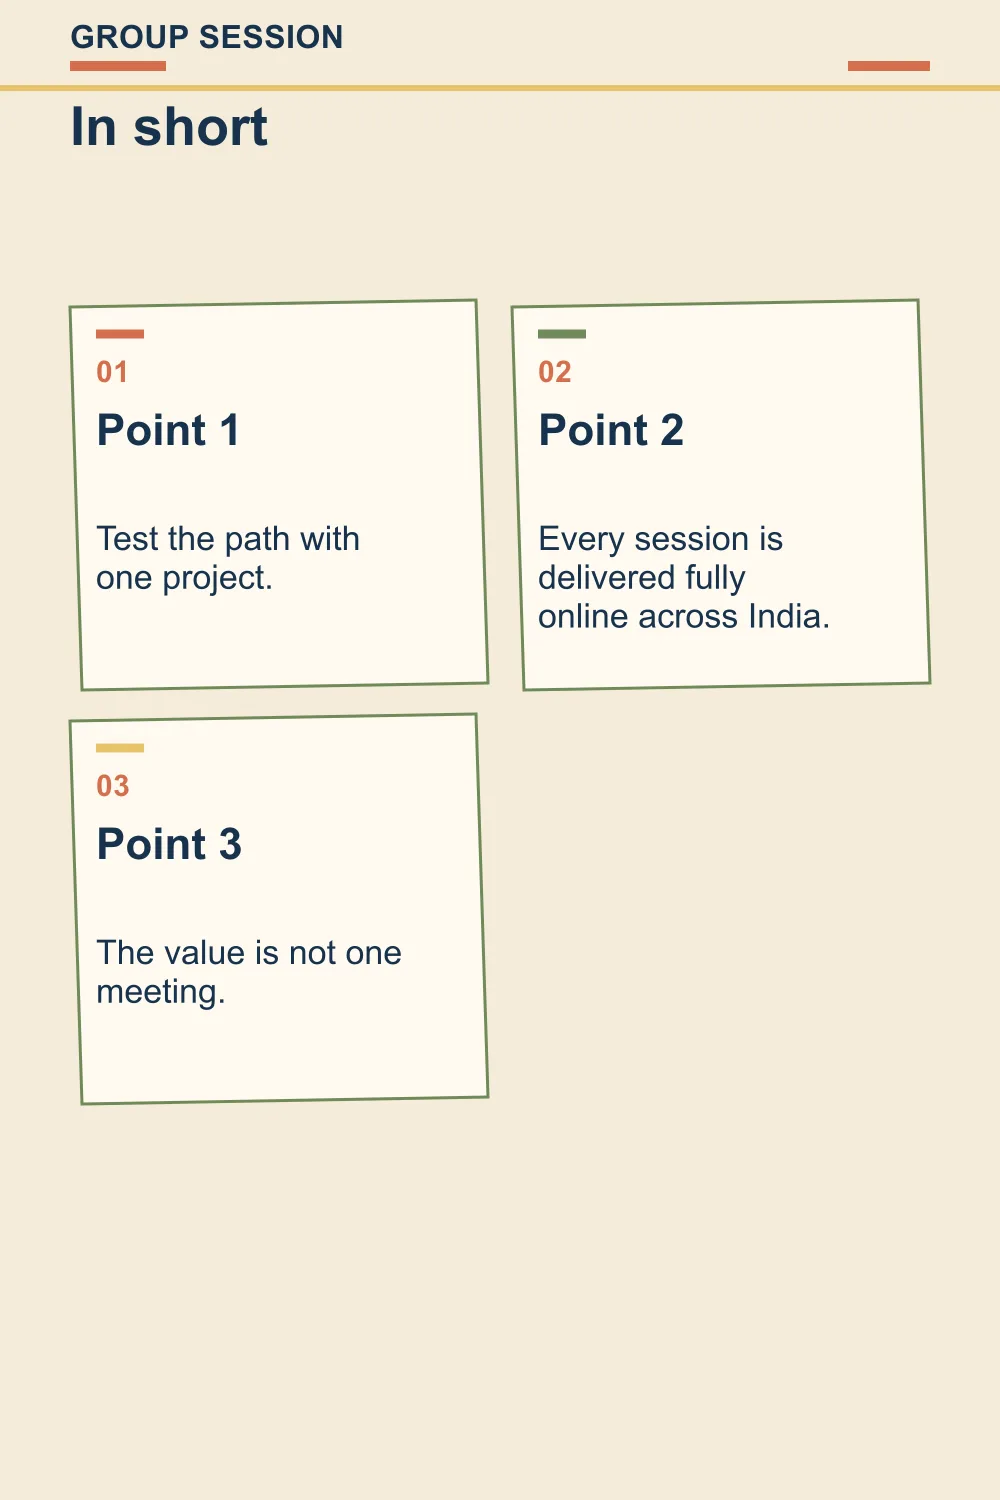 GROUP SESSION
In short
01
Point 1
Test the path with
one project.
02
Point 2
Every session is
delivered fully
online across India.
03
Point 3
The value is not one
meeting.